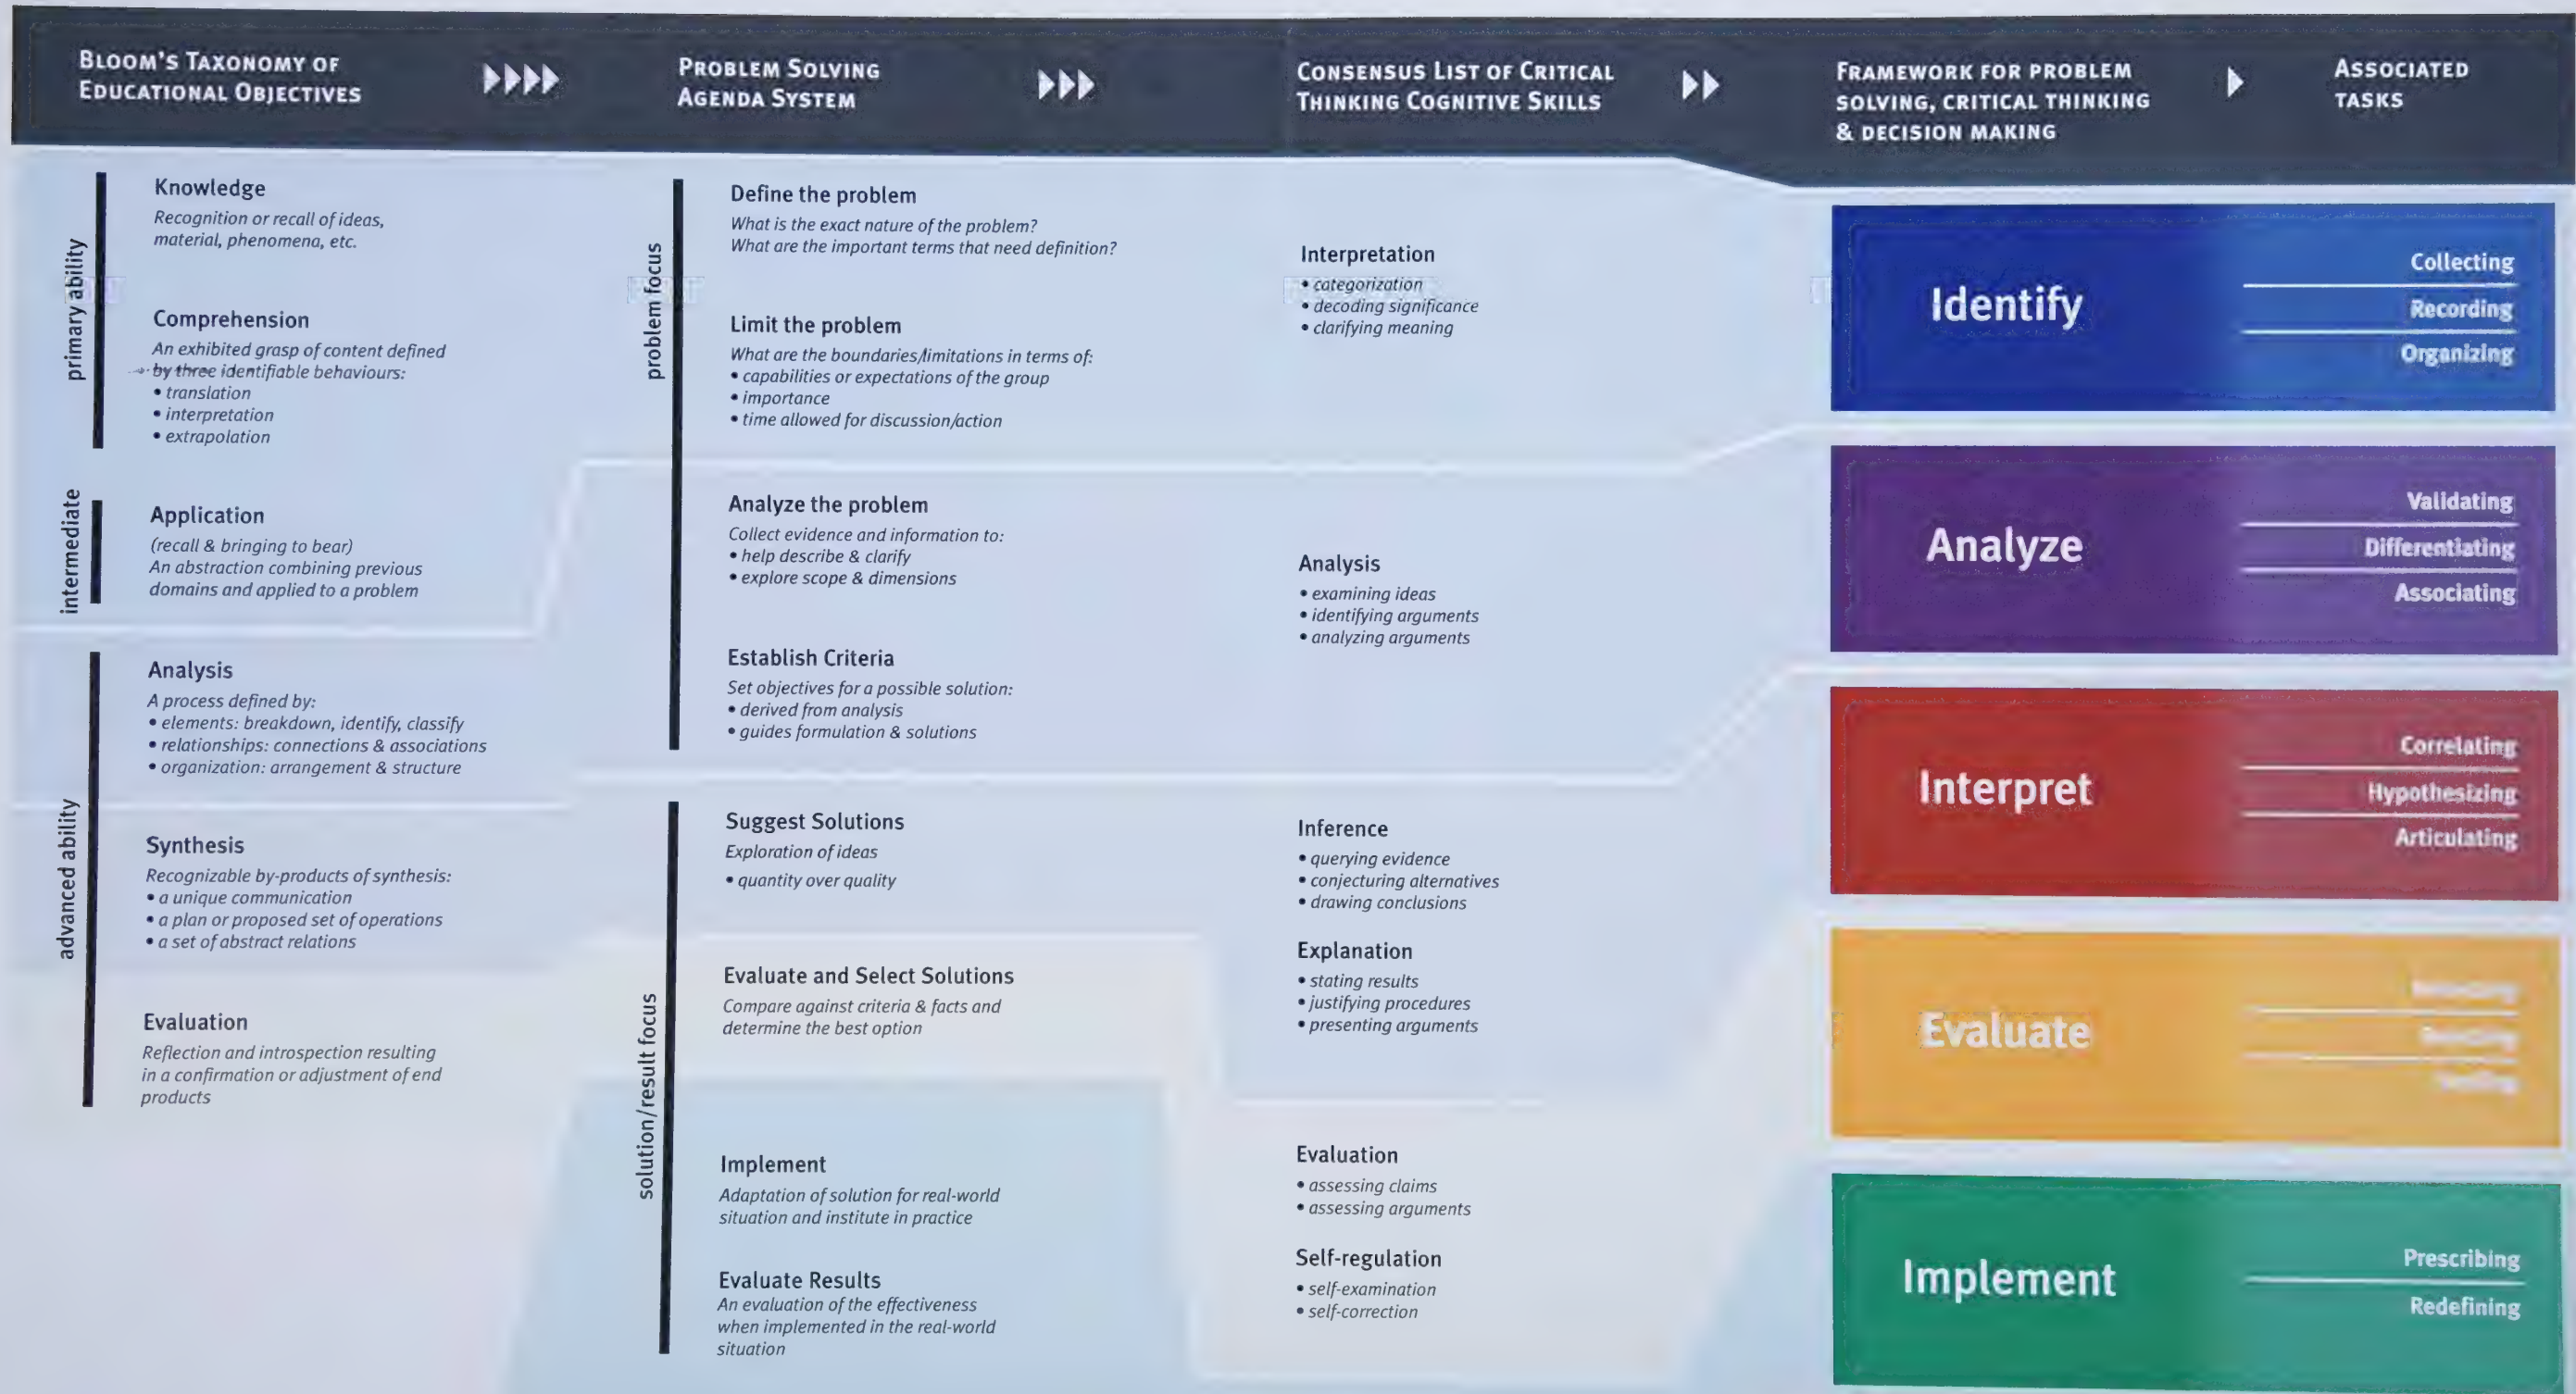 BLOOM'S TAXONOMY OF
EDUCATIONAL OBJECTIVES
PROBLEM SOLVING
AGENDA SYSTEM
CONSENSUS LIST OF CRITICAL
THINKING COGNITIVE SKILLS
FRAMEWORK FOR PROBLEM
SOLVING, CRITICAL THINKING
& DECISION MAKING
ASSOCIATED
TASKS
primary ability
Knowledge
Recognition or recall of ideas,
material, phenomena, etc.
Comprehension
An exhibited grasp of content defined
by three identifiable behaviours:
• translation
• interpretation
• extrapolation
intermediate
Application
(recall & bringing to bear)
An abstraction combining previous
domains and applied to a problem
advanced ability
Analysis
A process defined by:
• elements: breakdown, identify, classify
• relationships: connections & associations
• organization: arrangement & structure
Synthesis
Recognizable by-products of synthesis:
• a unique communication
• a plan or proposed set of operations
• a set of abstract relations
Evaluation
Reflection and introspection resulting
in a confirmation or adjustment of end
products
problem focus
Define the problem
What is the exact nature of the problem?
What are the important terms that need definition?
Limit the problem
What are the boundaries/limitations in terms of:
• capabilities or expectations of the group
• importance
• time allowed for discussion/action
Analyze the problem
Collect evidence and information to:
• help describe & clarify
• explore scope & dimensions
Establish Criteria
Set objectives for a possible solution:
• derived from analysis
• guides formulation & solutions
solution/result focus
Suggest Solutions
Exploration of ideas
• quantity over quality
Evaluate and Select Solutions
Compare against criteria & facts and
determine the best option
Implement
Adaptation of solution for real-world
situation and institute in practice
Evaluate Results
An evaluation of the effectiveness
when implemented in the real-world
situation
Interpretation
• categorization
• decoding significance
• clarifying meaning
Analysis
• examining ideas
• identifying arguments
• analyzing arguments
Inference
• querying evidence
• conjecturing alternatives
• drawing conclusions
Explanation
• stating results
• justifying procedures
• presenting arguments
Evaluation
• assessing claims
• assessing arguments
Self-regulation
• self-examination
• self-correction
Identify
Collecting
Recording
Organizing
Analyze
Validating
Differentiating
Associating
Interpret
Correlating
Hypothesizing
Articulating
Evaluate
Implement
Prescribing
Redefining